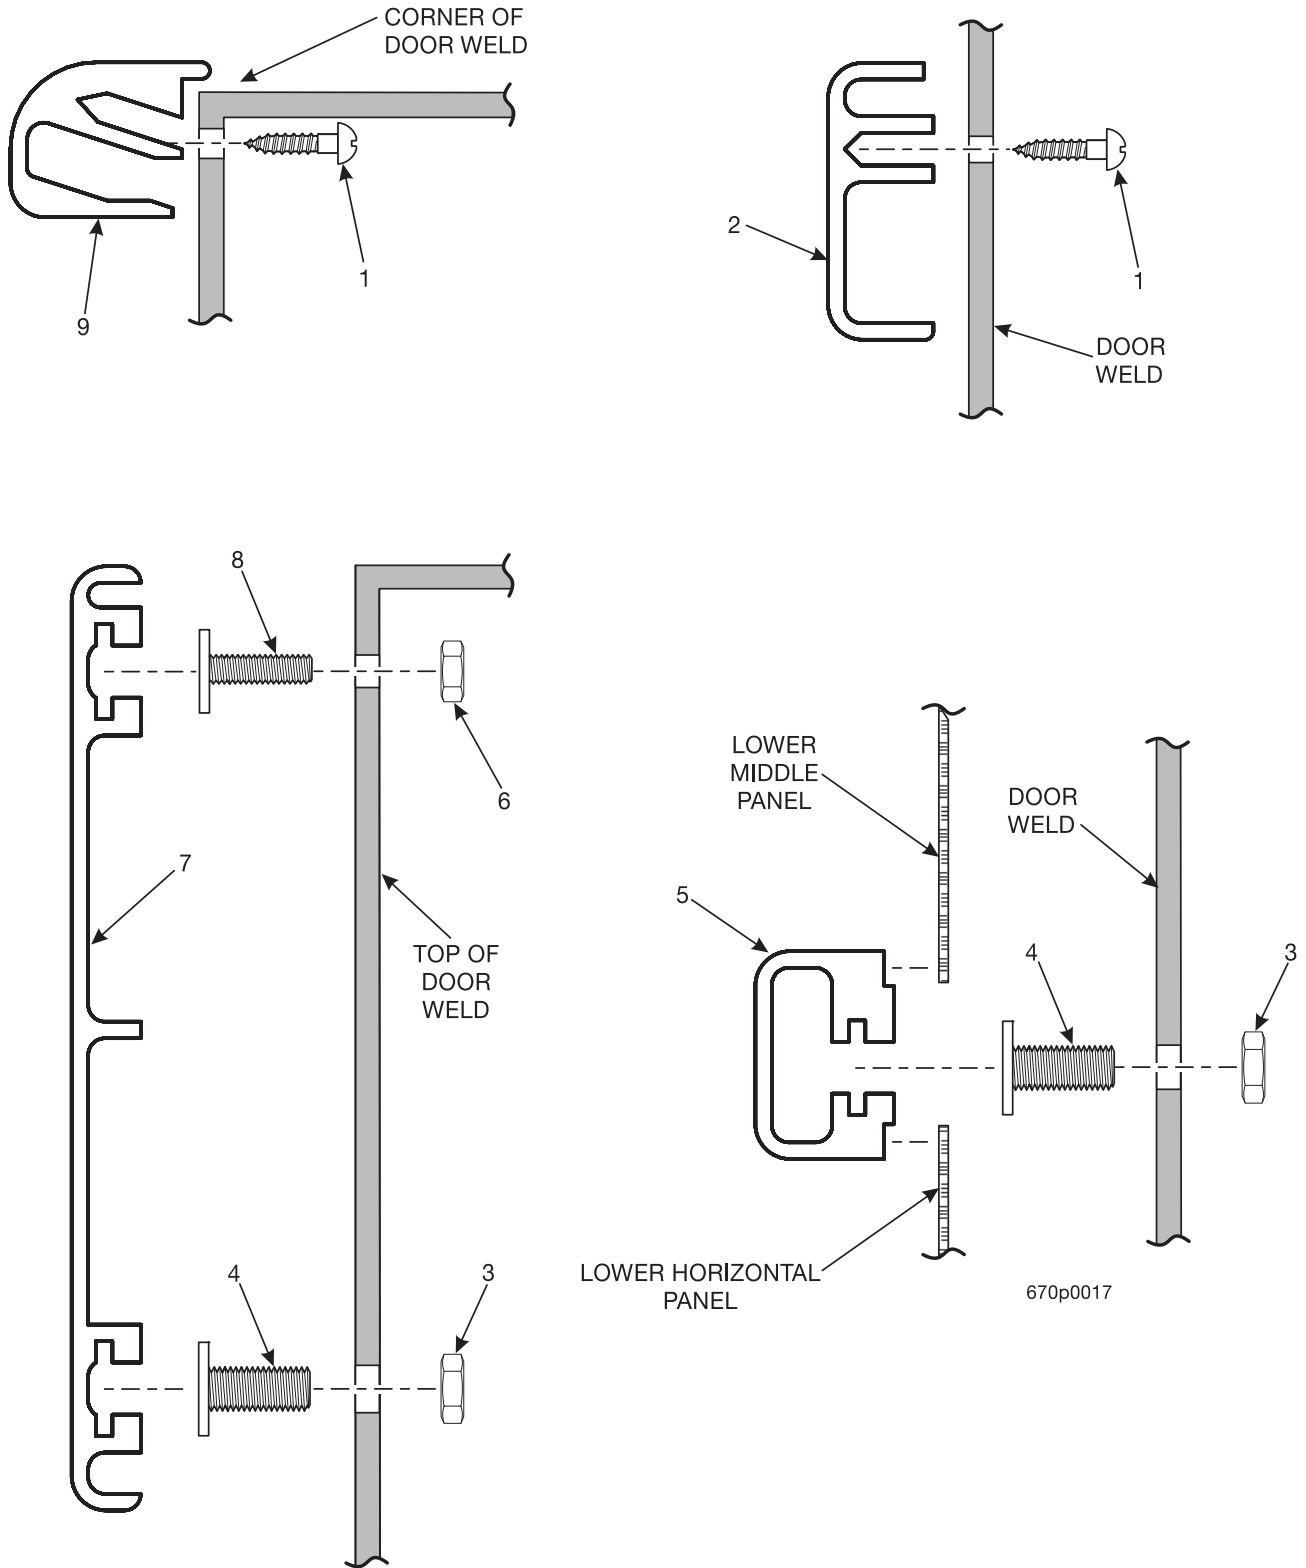 CORNER OF
DOOR WELD
1
9
2
1
DOOR
WELD
8
6
7
TOP OF
DOOR
WELD
4
3
LOWER
MIDDLE
PANEL
DOOR
WELD
5
4
3
LOWER HORIZONTAL
PANEL
670p0017